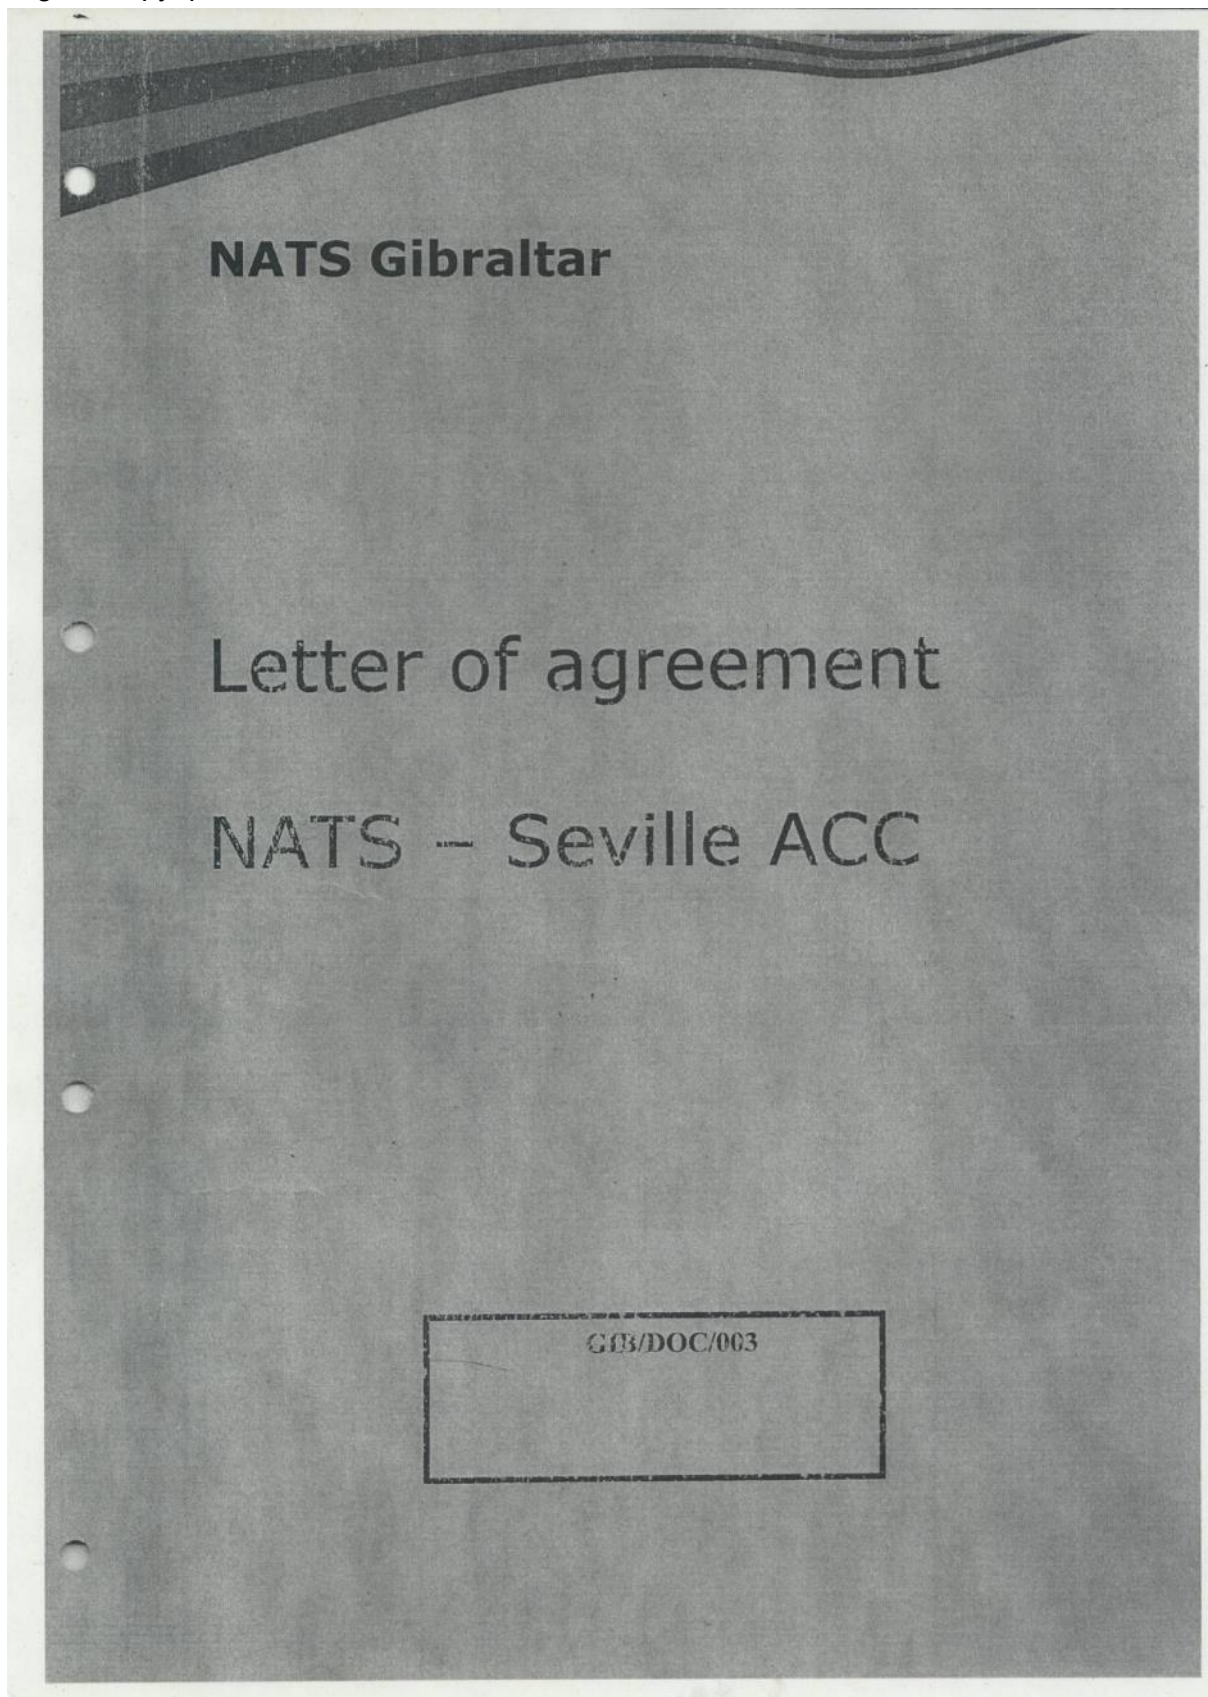 NATS Gibraltar
Letter of agreement
NATS – Seville ACC
GIB/DOC/003